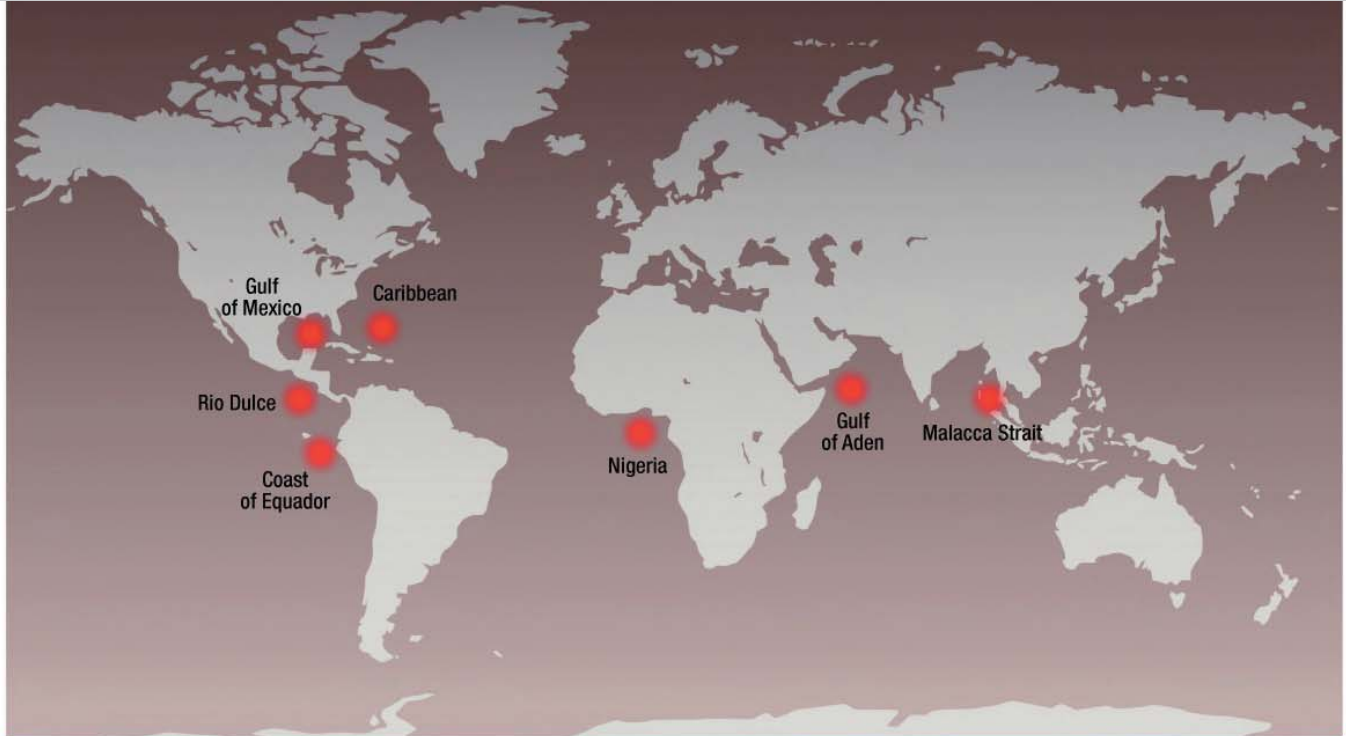 Gulf
of Mexico
Caribbean
Rio Dulce
Coast
of Equador
Nigeria
Gulf
of Aden
Malacca Strait